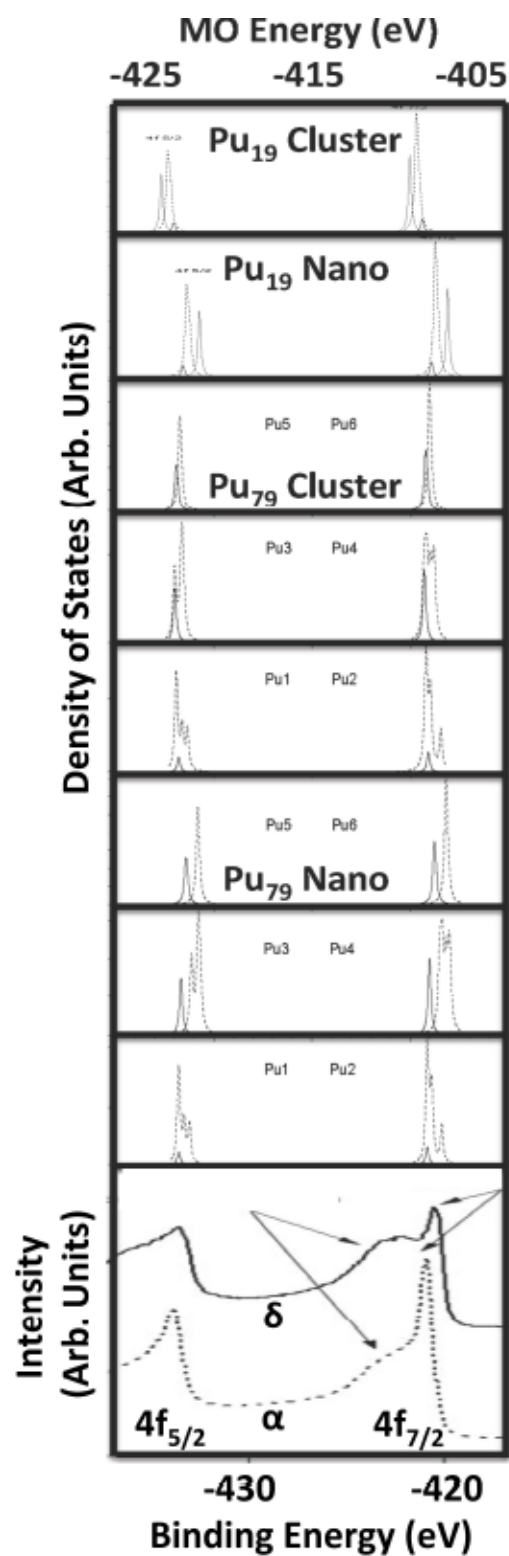 MO Energy (eV)
-425 -415 -405
Pu19 Cluster
Pu19 Nano
Pu5 Pu6
Pu79 Cluster
Pu3 Pu4
Pu1 Pu2
Pu5 Pu6
Pu79 Nano
Pu3 Pu4
Pu1 Pu2
Density of States (Arb. Units)
Intensity
(Arb. Units)
δ
α
4f5/2 4f7/2
-430 -420
Binding Energy (eV)